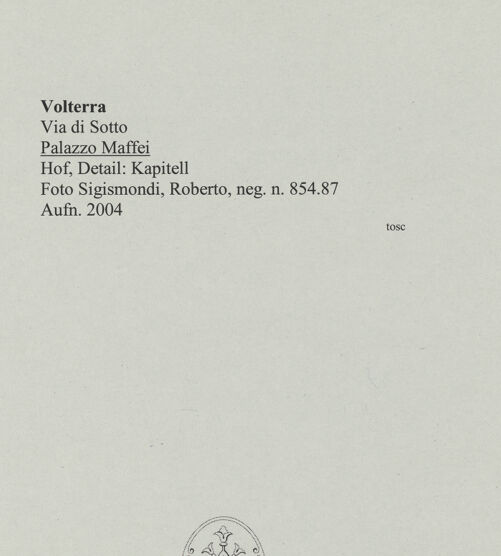 Volterra
Via di Sotto
Palazzo Maffei
Hof, Detail: Kapitell
Foto Sigismondi, Roberto, neg. n. 854.87
Aufn. 2004
tosc